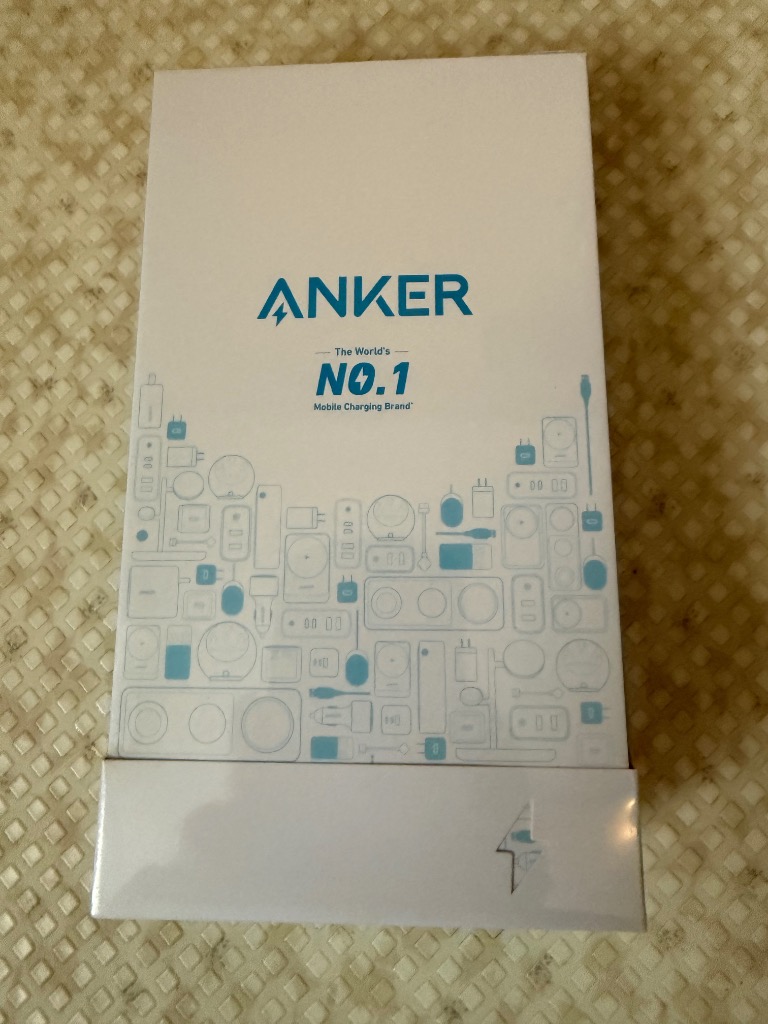 ANKER
The World's
NO.1
Mobile Charging Brand*